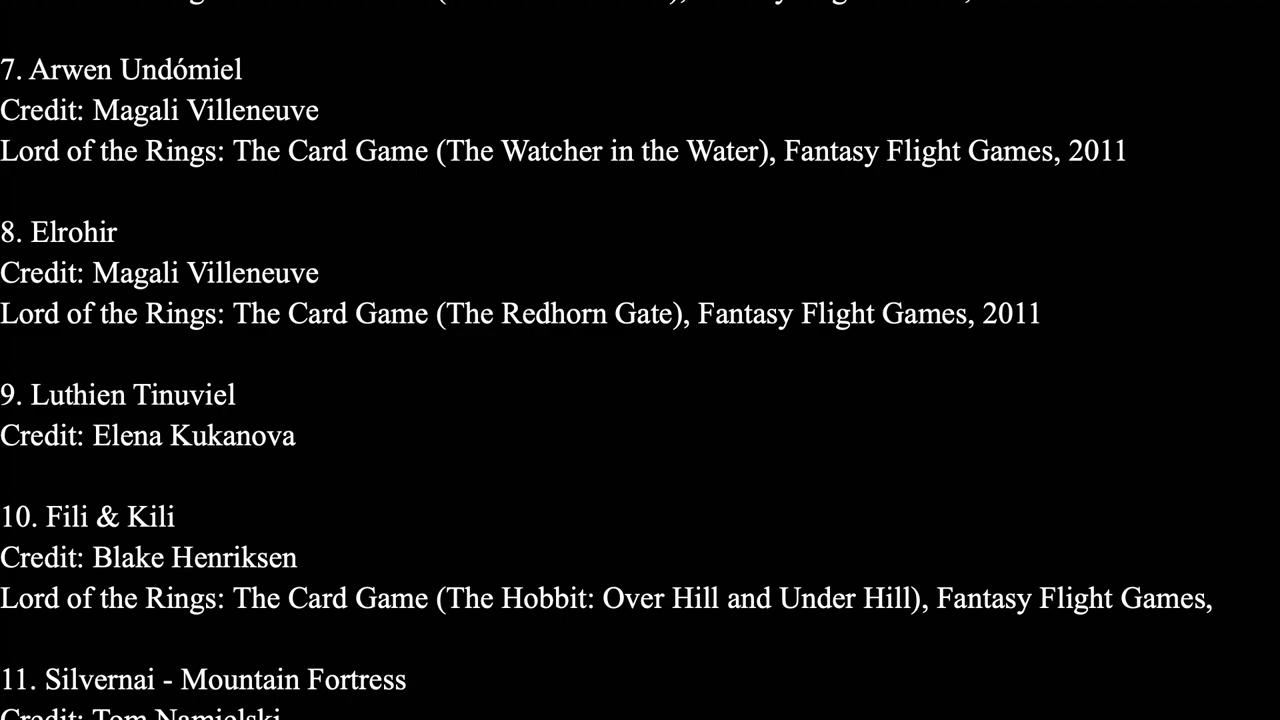 7. Arwen Undómiel
Credit: Magali Villeneuve
Lord of the Rings: The Card Game (The Watcher in the Water), Fantasy Flight Games, 2011
8. Elrohir
Credit: Magali Villeneuve
Lord of the Rings: The Card Game (The Redhorn Gate), Fantasy Flight Games, 2011
9. Luthien Tinuviel
Credit: Elena Kukanova
10. Fili & Kili
Credit: Blake Henriksen
Lord of the Rings: The Card Game (The Hobbit: Over Hill and Under Hill), Fantasy Flight Games,
11. Silvernai - Mountain Fortress
Credit: Tom Namielski